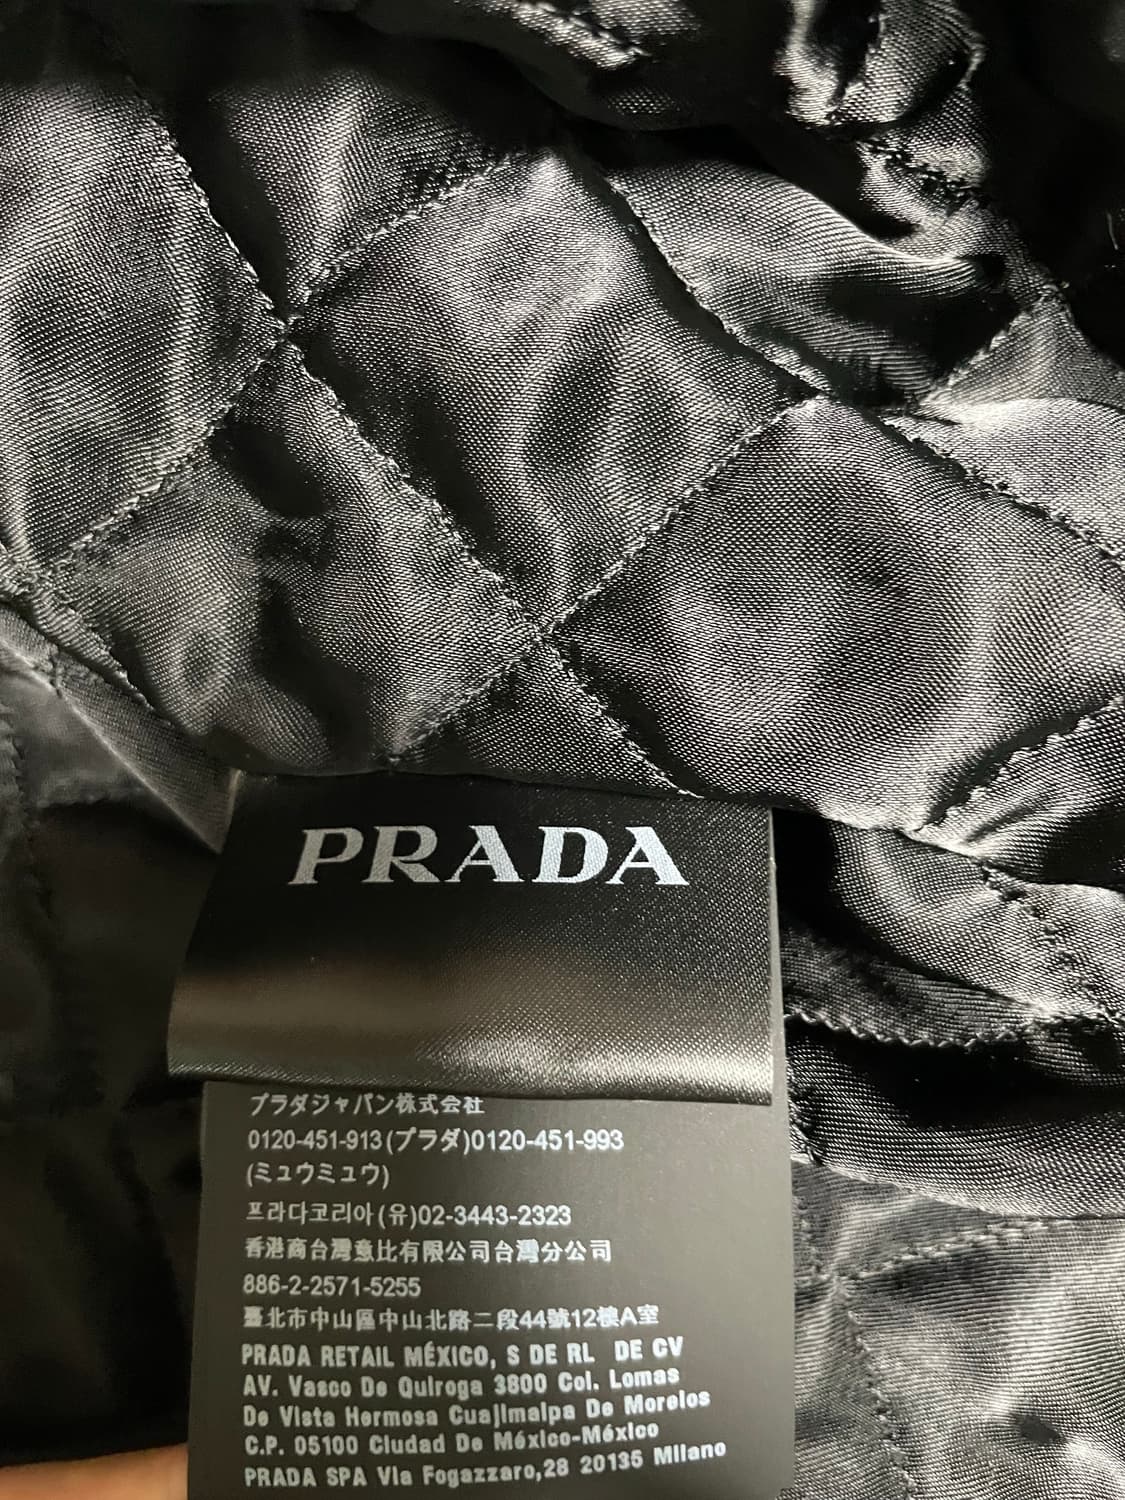 PRADA
プラダジャパン株式会社
0120-451-913(プラダ)0120-451-993
(ミュウミュウ)
프라다코리아(유)02-3443-2323
香港商台灣意比有限公司台灣分公司
886-2-2571-5255
臺北市中山區中山北路二段44號12樓A室
PRADA RETAIL MÉXICO, S DE RL DE CV
AV. Vasco De Quiroga 3800 Col. Lomas
De Vista Hermosa Cuajimalpa De Morelos
C.P. 05100 Ciudad De México-México
PRADA SPA Via Fogazzaro,28 20135 Milano